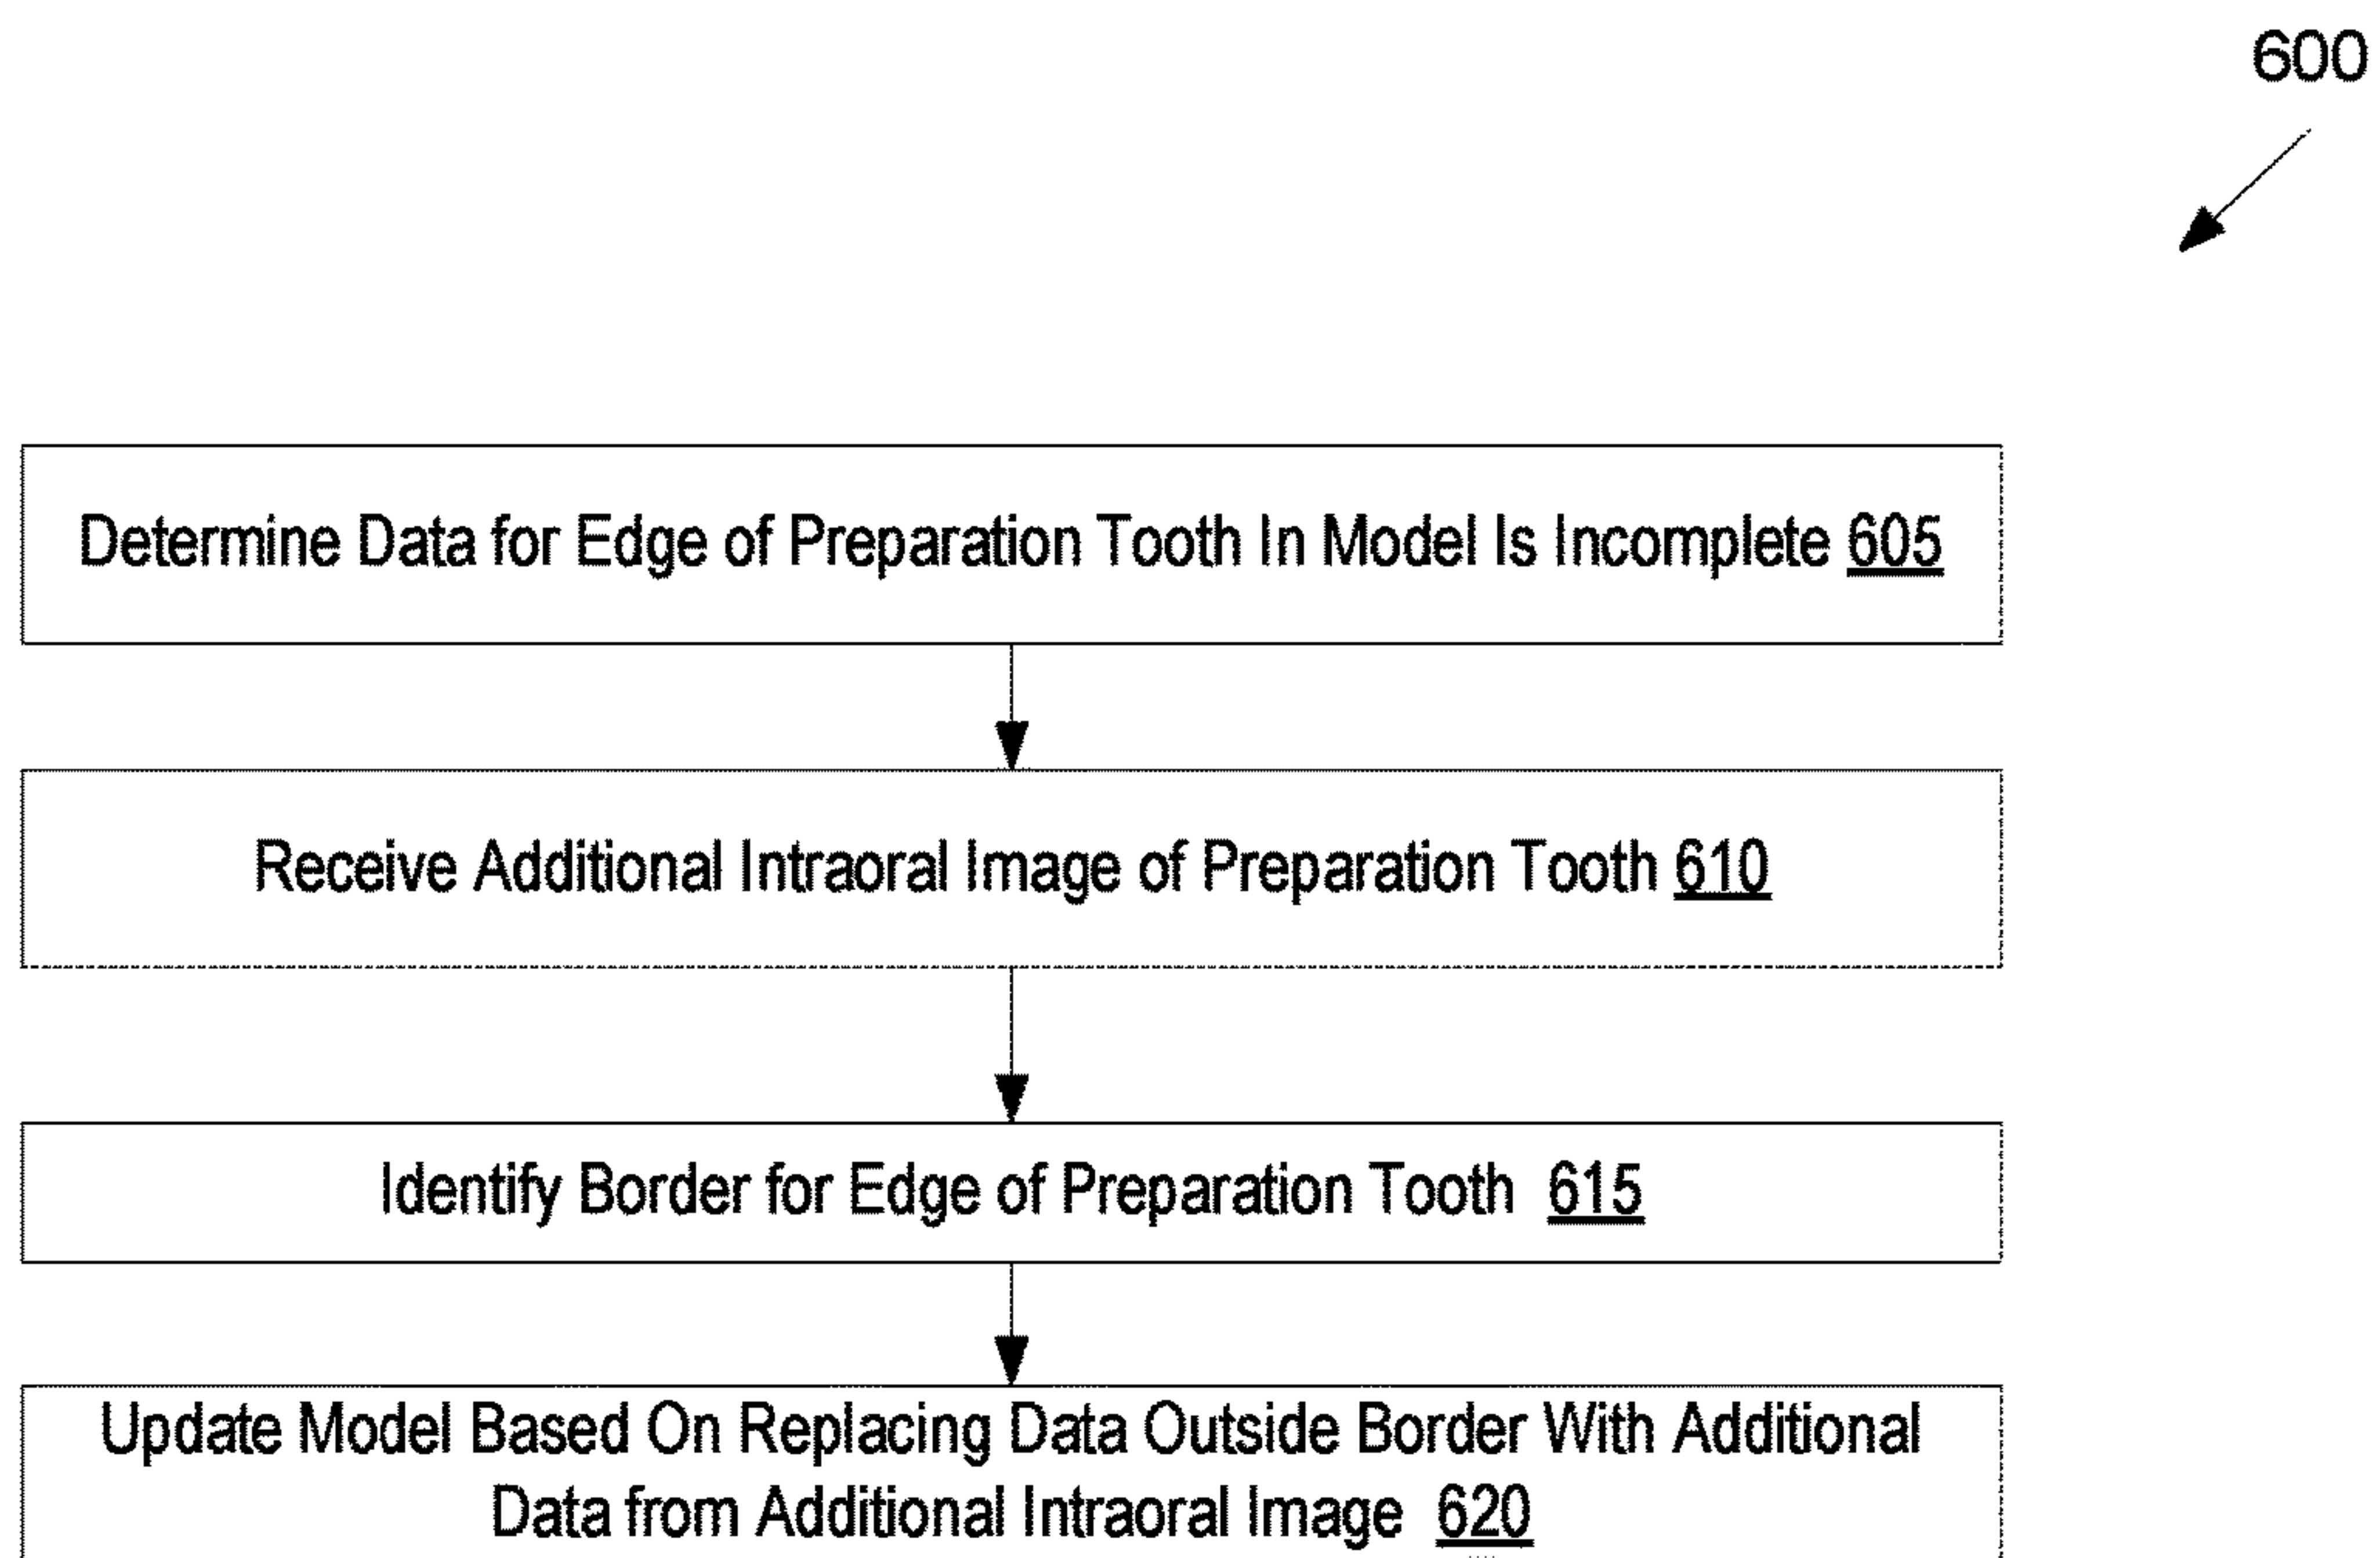 600
Determine Data for Edge of Preparation Tooth In Model Is Incomplete 605
Receive Additional Intraoral Image of Preparation Tooth 610
Identify Border for Edge of Preparation Tooth 615
Update Model Based On Replacing Data Outside Border With Additional
Data from Additional Intraoral Image 620